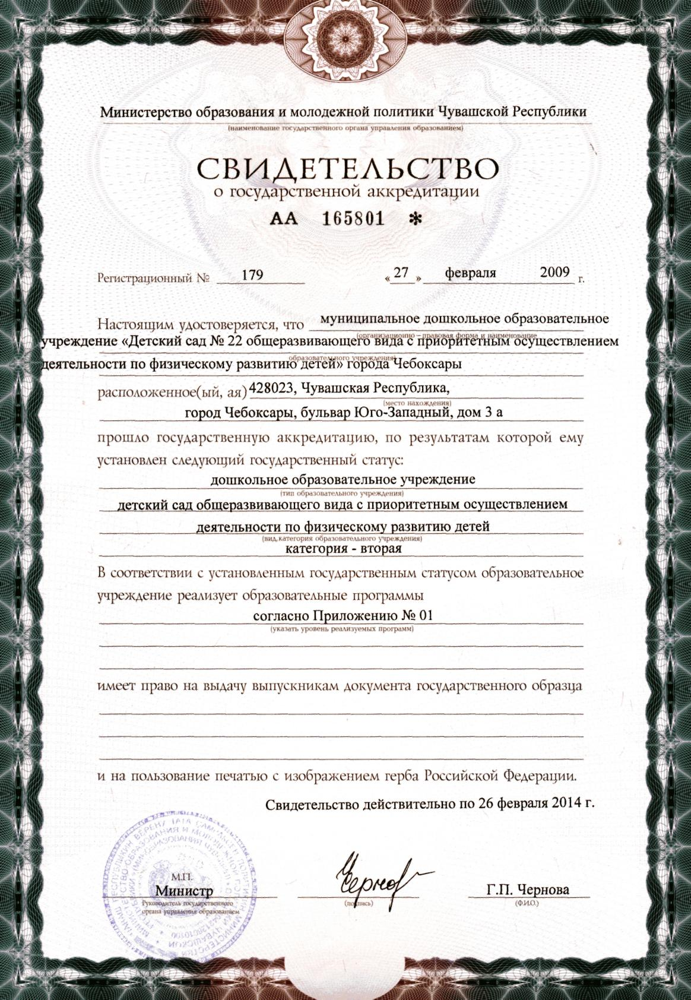 Министерство образования и молодежной политики Чувашской Республики
(наименование государственного органа управления образованием)
СВИДЕТЕЛЬСТВО
о государственной аккредитации
АА 165801 *
Регистрационный № 179 « 27 » февраля 2009 г.
Настоящим удостоверяется, что муниципальное дошкольное образовательное
(организационно – правовая форма и наименование
учреждение «Детский сад № 22 общеразвивающего вида с приоритетным осуществлением
образовательного учреждения)
деятельности по физическому развитию детей» города Чебоксары
расположенное(ый, ая) 428023, Чувашская Республика,
(место нахождения)
город Чебоксары, бульвар Юго-Западный, дом 3 а
прошло государственную аккредитацию, по результатам которой ему
установлен следующий государственный статус:
дошкольное образовательное учреждение
(тип образовательного учреждения)
детский сад общеразвивающего вида с приоритетным осуществлением
деятельности по физическому развитию детей
(вид, категория образовательного учреждения)
категория - вторая
В соответствии с установленным государственным статусом образовательное
учреждение реализует образовательные программы
согласно Приложению № 01
(указать уровень реализуемых программ)
имеет право на выдачу выпускникам документа государственного образца
и на пользование печатью с изображением герба Российской Федерации.
Свидетельство действительно по 26 февраля 2014 г.
М.П.
Министр Чернов Г.П. Чернова
Руководитель государственного (подпись) (Ф.И.О.)
органа управления образованием